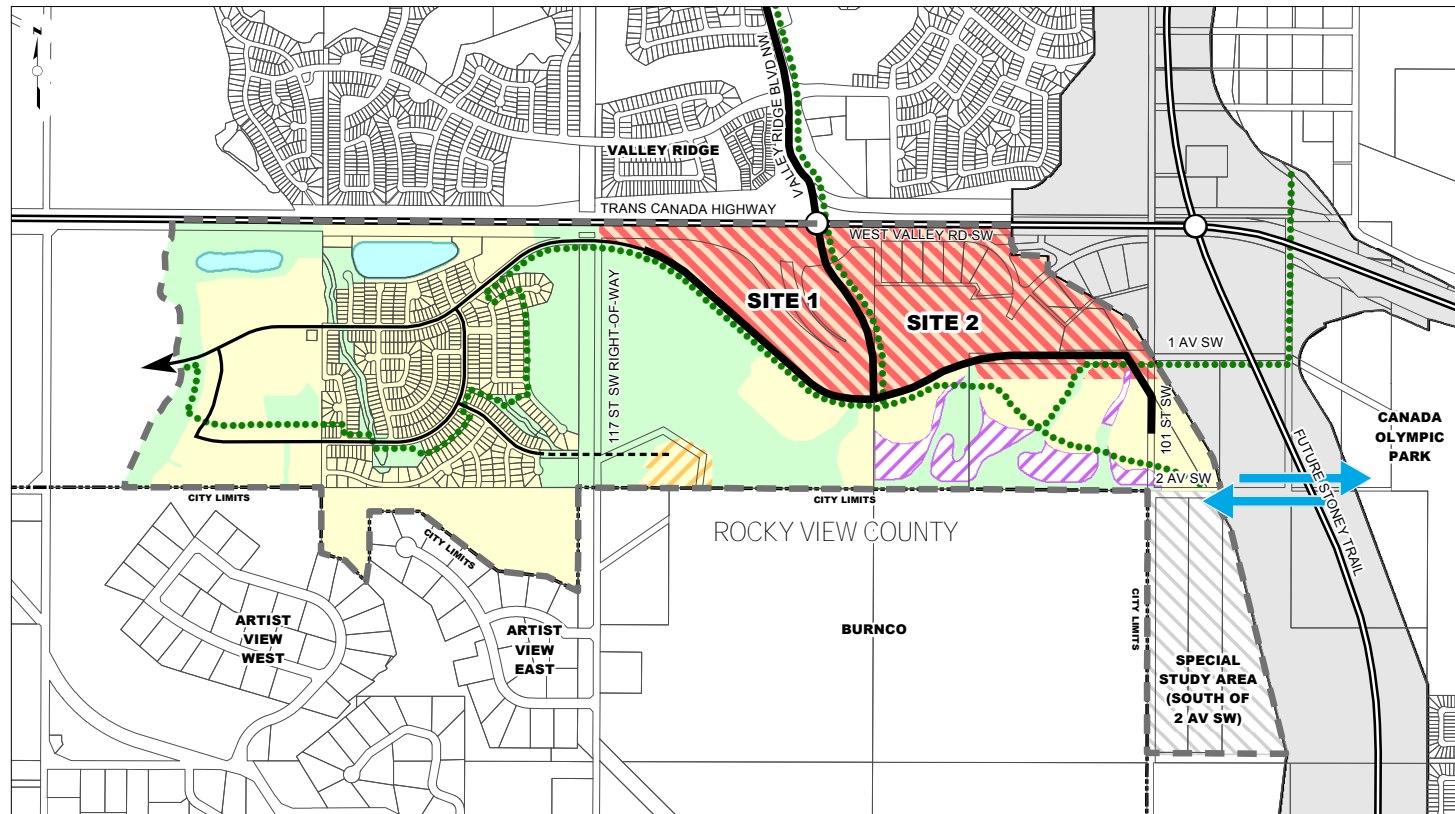 N
VALLEY RIDGE BLVD NW
VALLEY RIDGE
TRANS CANADA HIGHWAY
WEST VALLEY RD SW
SITE 1
SITE 2
117 ST SW RIGHT-OF-WAY
1 AV SW
101 ST SW
2 AV SW
CANADA
OLYMPIC
PARK
FUTURE STONEY TRAIL
CITY LIMITS
CITY LIMITS
CITY LIMITS
ROCKY VIEW COUNTY
CITY LIMITS
ARTIST
VIEW
WEST
ARTIST
VIEW
EAST
BURNCO
SPECIAL
STUDY AREA
(SOUTH OF
2 AV SW)